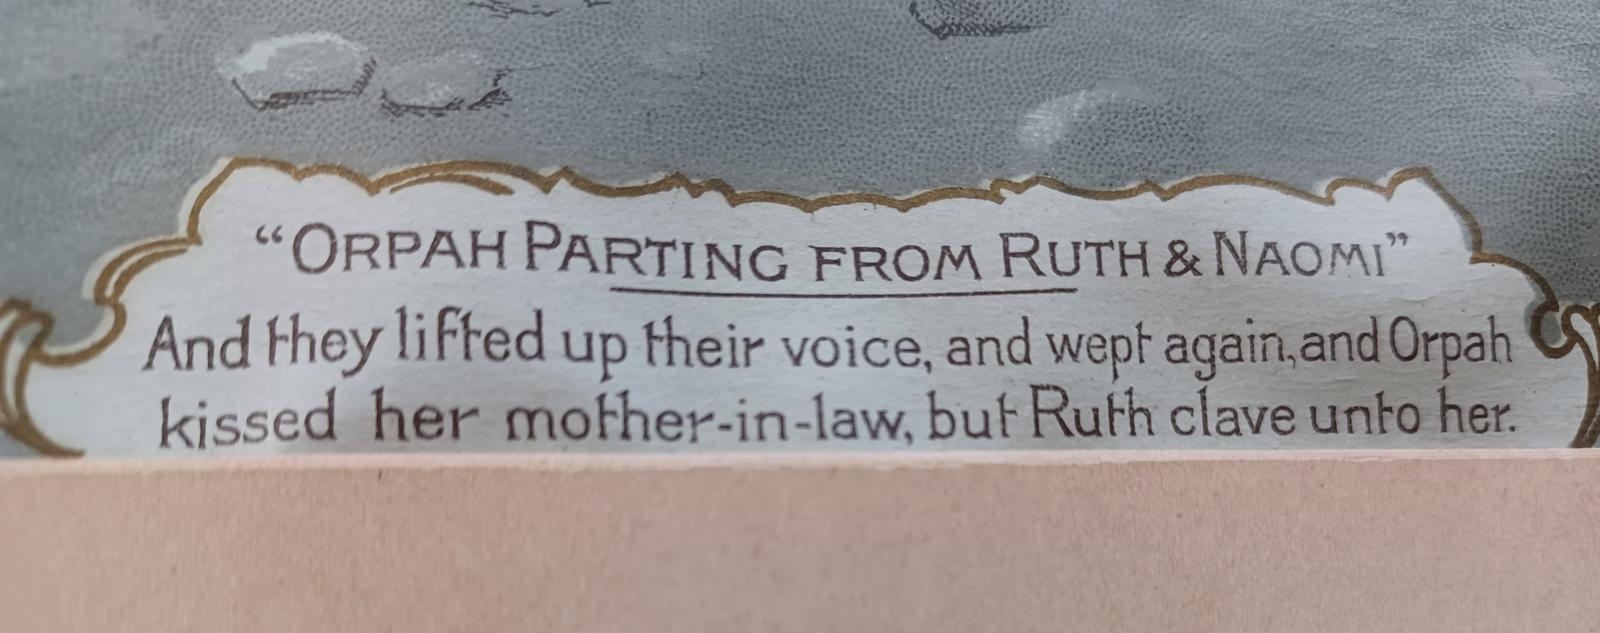 “ORPAH PARTING FROM RUTH & NAOMI”
And they lifted up their voice, and wept again, and Orpah
kissed her mother-in-law, but Ruth clave unto her.